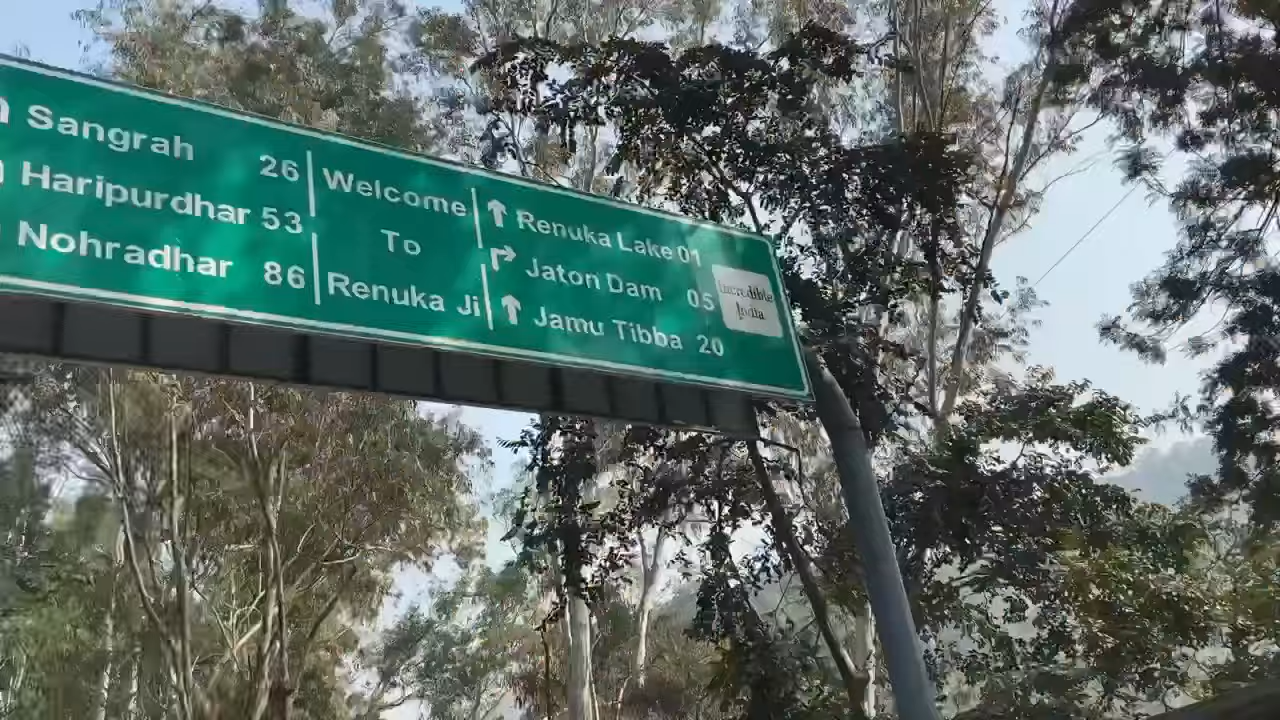 Sangrah 26
Haripurdhar 53
Nohradhar 86
Welcome
To
Renuka Ji
↑ Renuka Lake 01
↱ Jaton Dam 05
↑ Jamu Tibba 20
Incredible
India